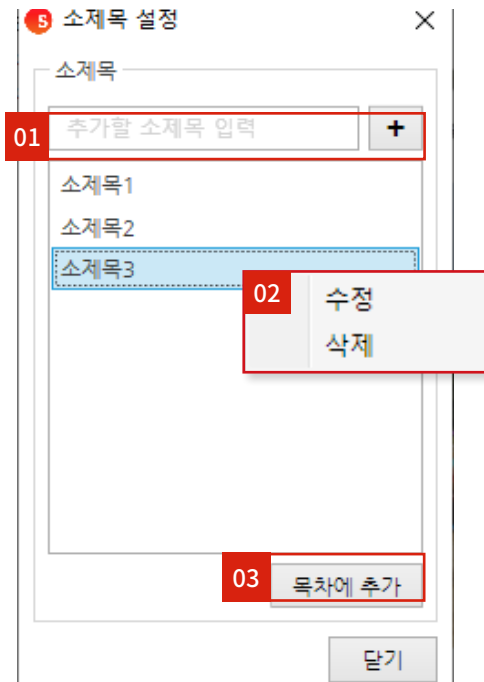 S 소제목 설정
소제목
01 추가할 소제목 입력 +
소제목1
소제목2
소제목3
02 수정
삭제
03 목차에 추가
닫기